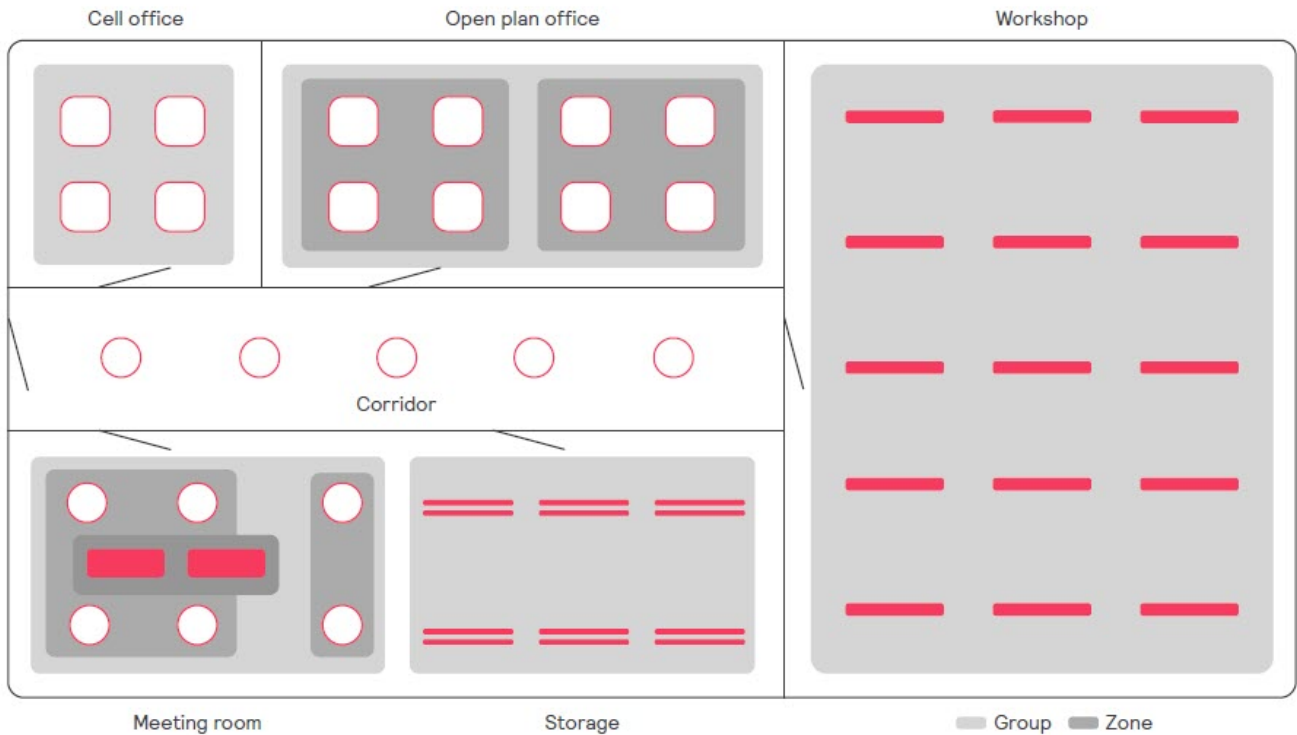 Cell office
Open plan office
Workshop
Corridor
Meeting room
Storage
Group
Zone